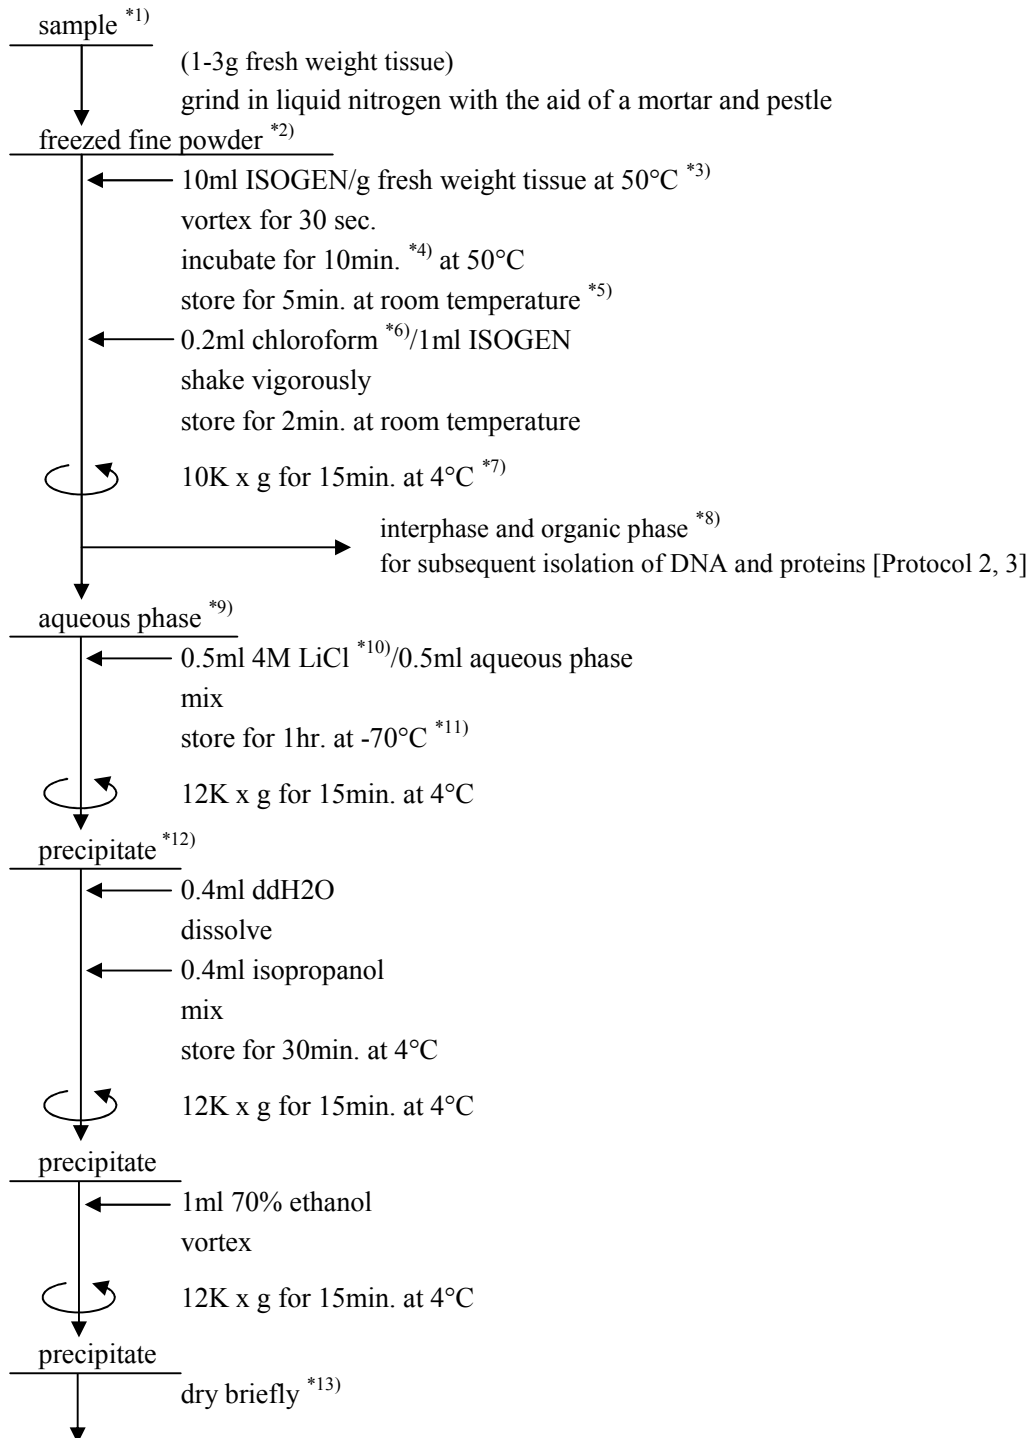 sample *1)
(1-3g fresh weight tissue)
grind in liquid nitrogen with the aid of a mortar and pestle
freezed fine powder *2)
10ml ISOGEN/g fresh weight tissue at 50°C *3)
vortex for 30 sec.
incubate for 10min. *4) at 50°C
store for 5min. at room temperature *5)
0.2ml chloroform *6)/1ml ISOGEN
shake vigorously
store for 2min. at room temperature
10K x g for 15min. at 4°C *7)
interphase and organic phase *8)
for subsequent isolation of DNA and proteins [Protocol 2, 3]
aqueous phase *9)
0.5ml 4M LiCl *10)/0.5ml aqueous phase
mix
store for 1hr. at -70°C *11)
12K x g for 15min. at 4°C
precipitate *12)
0.4ml ddH2O
dissolve
0.4ml isopropanol
mix
store for 30min. at 4°C
12K x g for 15min. at 4°C
precipitate
1ml 70% ethanol
vortex
12K x g for 15min. at 4°C
precipitate
dry briefly *13)